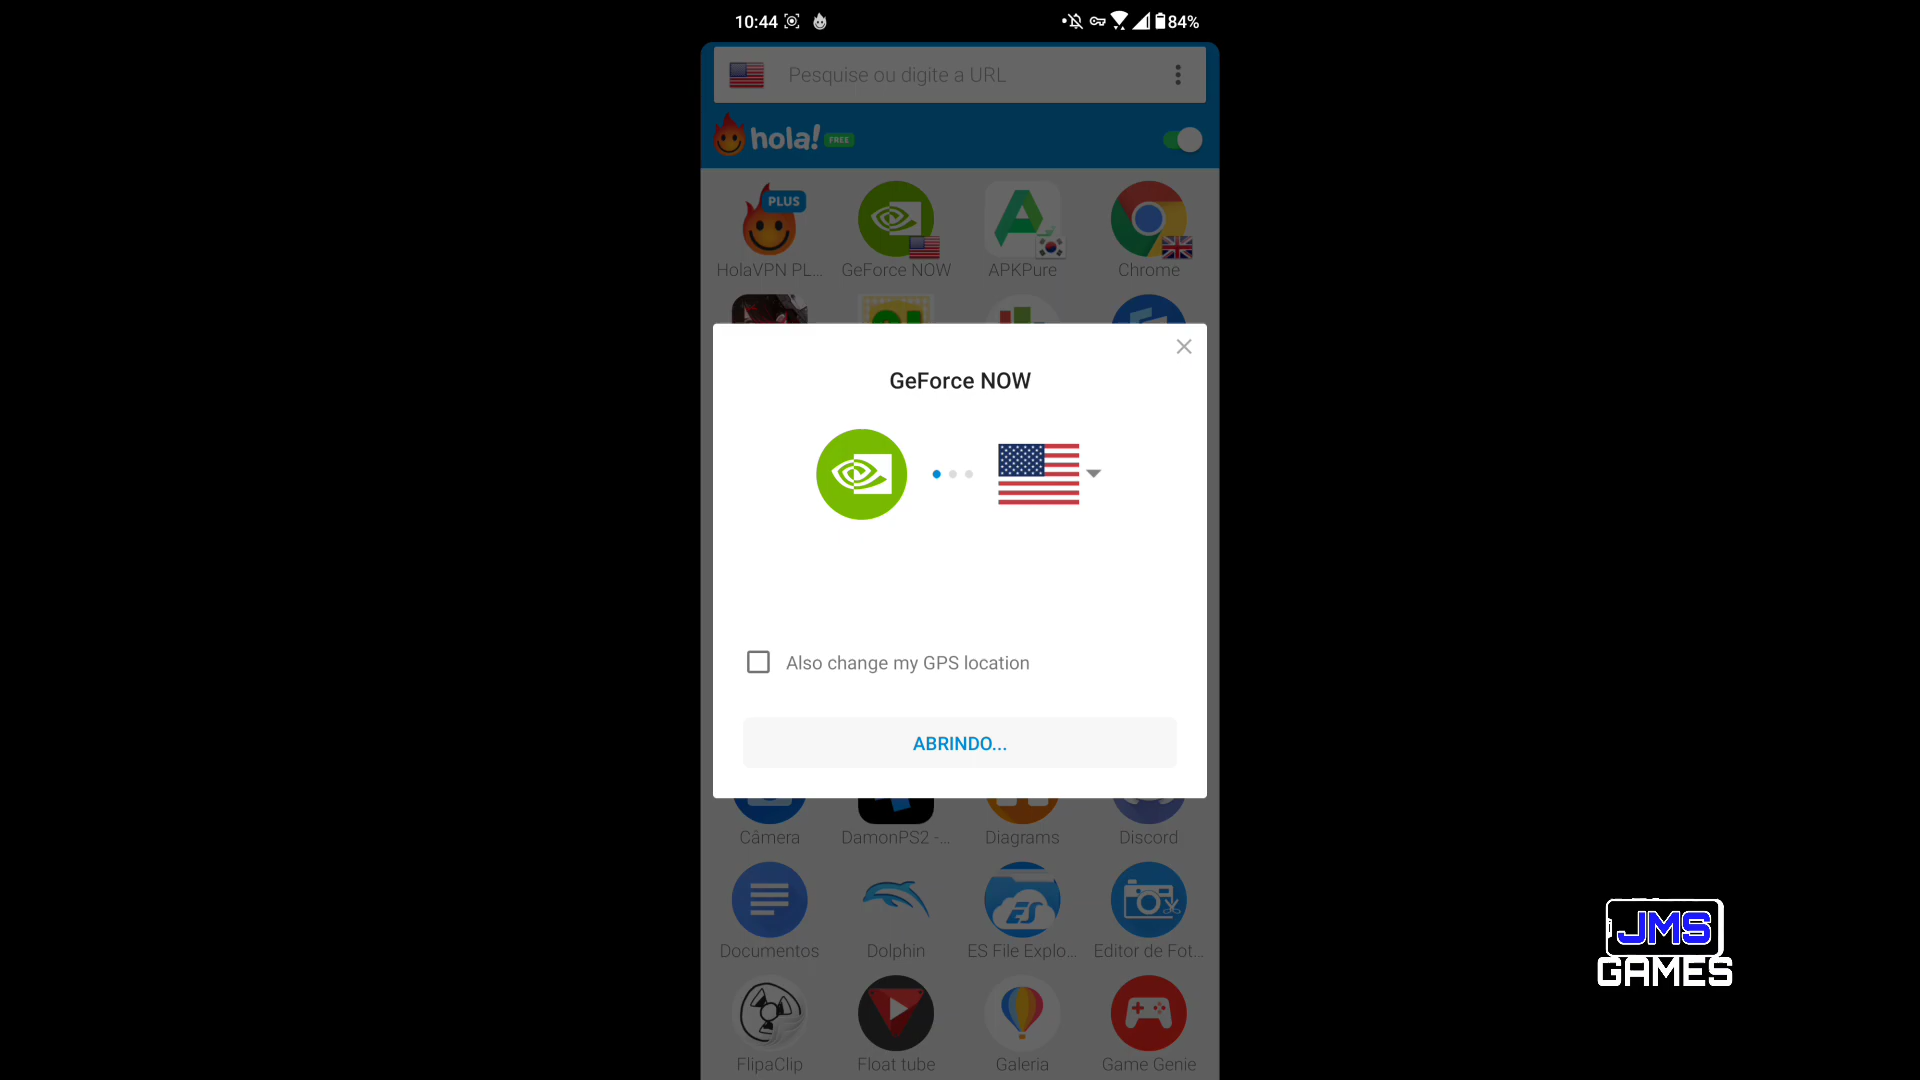 10:44
84%
Pesquise ou digite a URL
hola! FREE
PLUS
HolaVPN PL...
GeForce NOW
APKPure
Chrome
GeForce NOW
Also change my GPS location
ABRINDO...
Câmera
DamonPS2 -...
Diagrams
Discord
ES
Documentos
Dolphin
ES File Explo...
Editor de Fot...
FlipaClip
Float tube
Galeria
Game Genie
JMS
GAMES